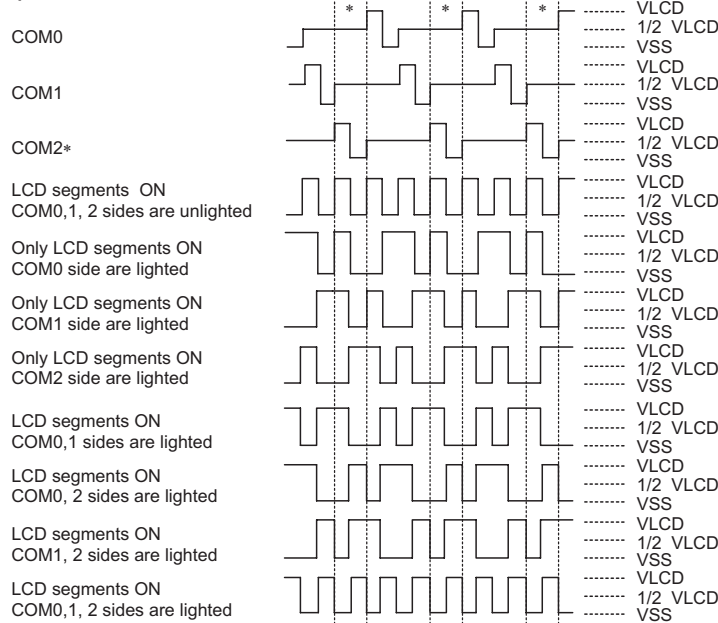 * * *
COM0
VLCD
1/2 VLCD
VSS
COM1
VLCD
1/2 VLCD
VSS
COM2*
VLCD
1/2 VLCD
VSS
LCD segments ON
COM0,1, 2 sides are unlighted
VLCD
1/2 VLCD
VSS
Only LCD segments ON
COM0 side are lighted
VLCD
1/2 VLCD
VSS
Only LCD segments ON
COM1 side are lighted
VLCD
1/2 VLCD
VSS
Only LCD segments ON
COM2 side are lighted
VLCD
1/2 VLCD
VSS
LCD segments ON
COM0,1 sides are lighted
VLCD
1/2 VLCD
VSS
LCD segments ON
COM0, 2 sides are lighted
VLCD
1/2 VLCD
VSS
LCD segments ON
COM1, 2 sides are lighted
VLCD
1/2 VLCD
VSS
LCD segments ON
COM0,1, 2 sides are lighted
VLCD
1/2 VLCD
VSS